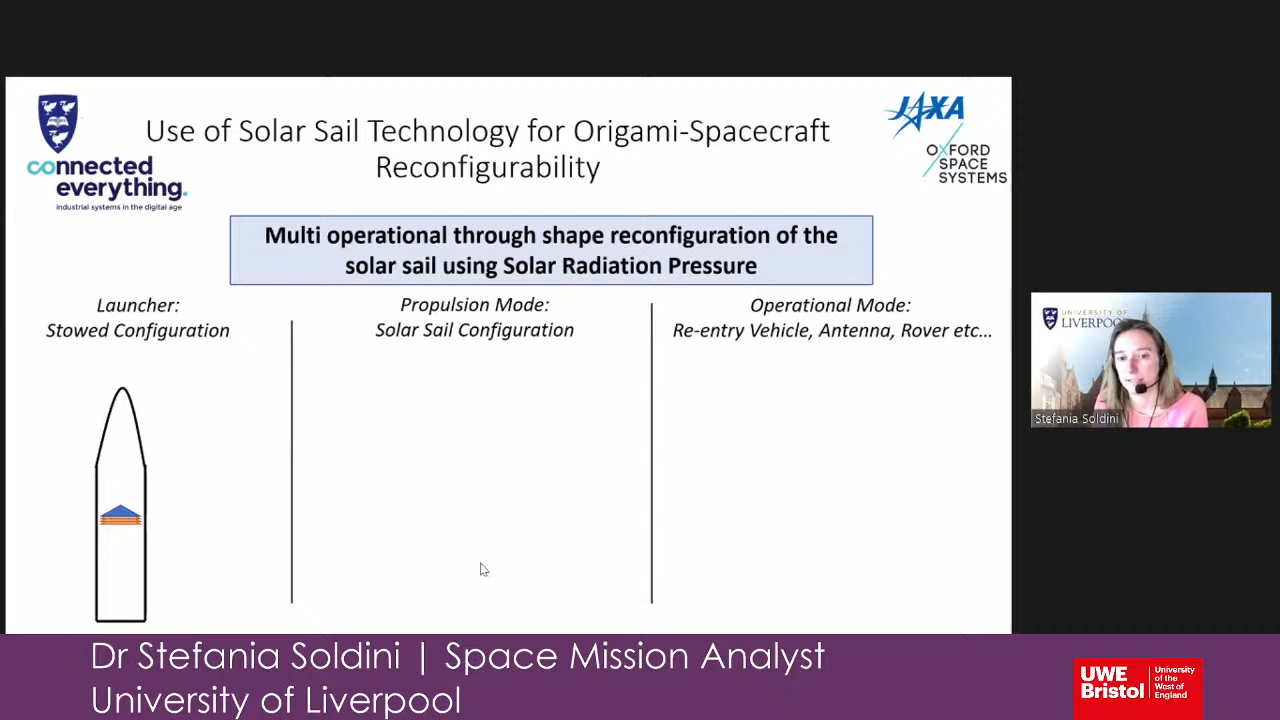 connected
everything.
industrial systems in the digital age
Use of Solar Sail Technology for Origami-Spacecraft
Reconfigurability
JAXA
OXFORD
SPACE
SYSTEMS
Multi operational through shape reconfiguration of the
solar sail using Solar Radiation Pressure
Launcher:
Stowed Configuration
Propulsion Mode:
Solar Sail Configuration
Operational Mode:
Re-entry Vehicle, Antenna, Rover etc...
UNIVERSITY OF
LIVERPOOL
Stefania Soldini
Dr Stefania Soldini | Space Mission Analyst
University of Liverpool
UWE
Bristol
University
of the
West of
England